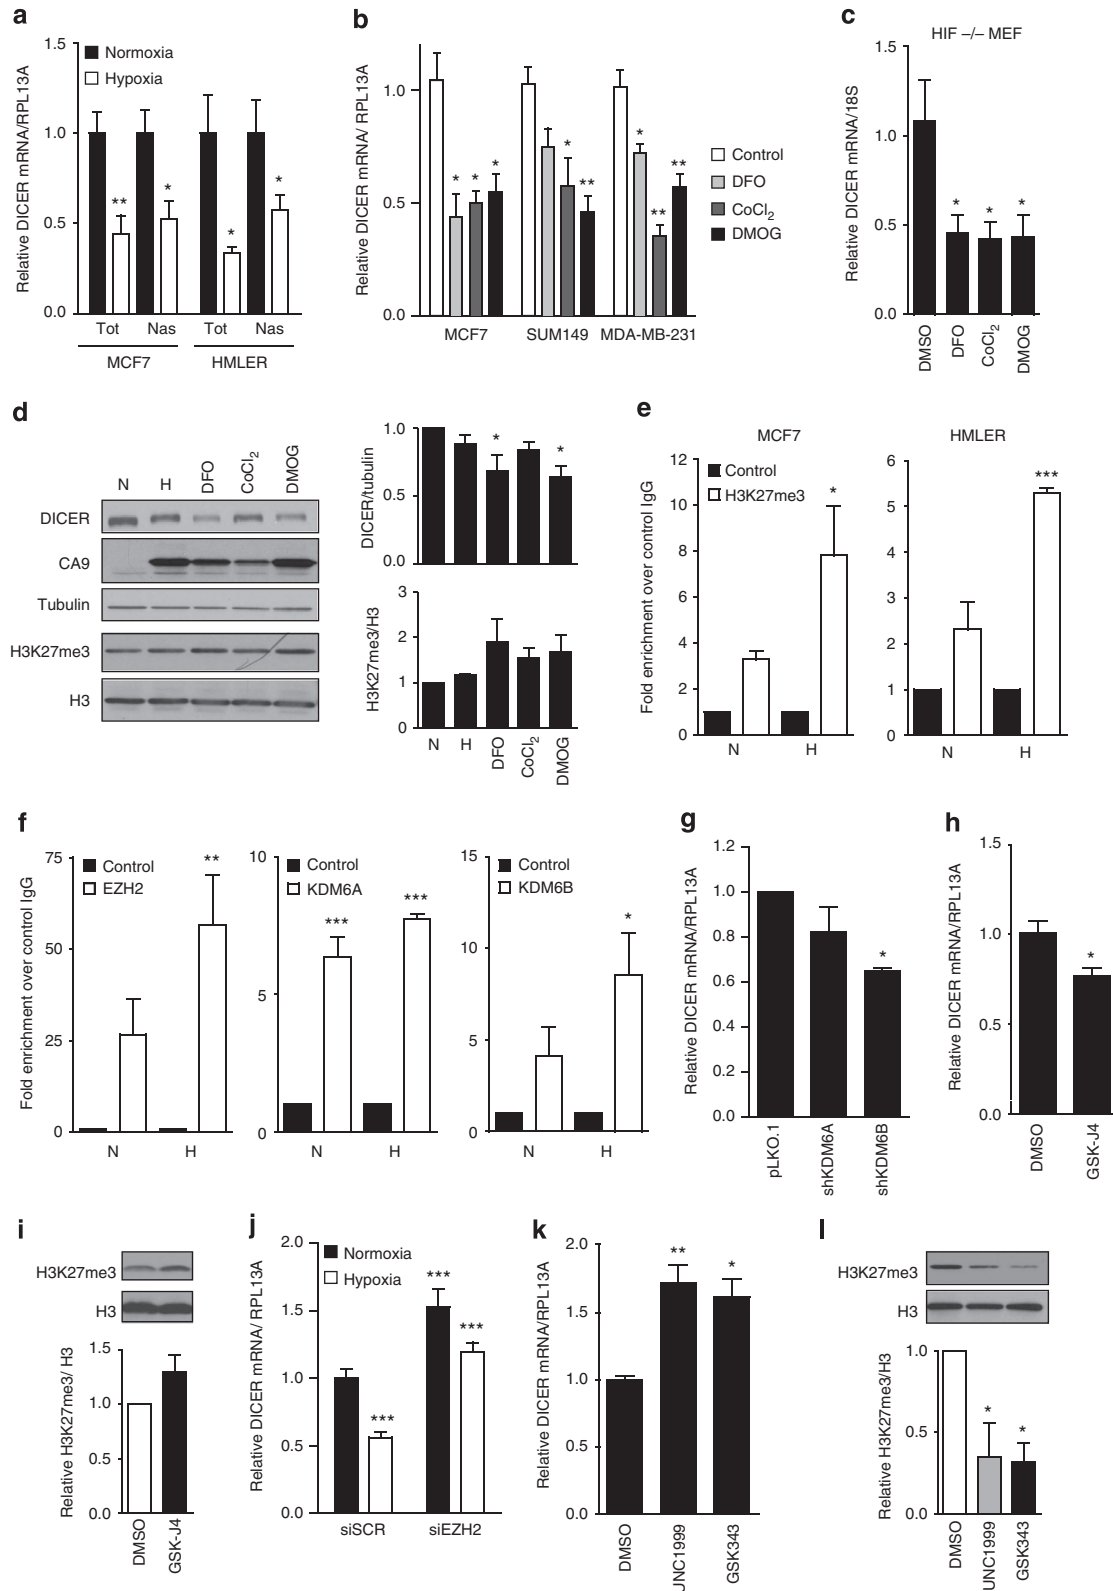 a
Relative DICER mRNA/RPL13A
1.5
1.0
0.5
0.0
Normoxia
Hypoxia
** * * *
Tot Nas Tot Nas
MCF7 HMLER
b
Relative DICER mRNA/ RPL13A
1.0
0.5
0.0
* * * * ** * ** **
Control
DFO
CoCl2
DMOG
MCF7 SUM149 MDA-MB-231
c
HIF –/– MEF
Relative DICER mRNA/18S
1.5
1.0
0.5
0.0
* * *
DMSO
DFO
CoCl2
DMOG
d
N H DFO CoCl2 DMOG
DICER
CA9
Tubulin
H3K27me3
H3
DICER/tubulin
1.0
0.5
0.0
* *
H3K27me3/H3
3
2
1
0
N H DFO CoCl2 DMOG
e
MCF7
Fold enrichment over control IgG
12
10
8
6
4
2
0
Control
H3K27me3
*
N H
HMLER
6
5
4
3
2
1
0
***
N H
f
Fold enrichment over control IgG
75
50
25
0
Control
EZH2
**
N H
10
5
0
Control
KDM6A
*** ***
N H
15
10
5
0
Control
KDM6B
*
N H
g
Relative DICER mRNA/RPL13A
1.2
1.0
0.8
0.6
0.4
0.2
0.0
*
pLKO.1
shKDM6A
shKDM6B
h
Relative DICER mRNA/RPL13A
1.5
1.0
0.5
0.0
*
DMSO
GSK-J4
i
H3K27me3
H3
Relative H3K27me3/ H3
1.5
1.0
0.5
0.0
DMSO
GSK-J4
j
Relative DICER mRNA/ RPL13A
2.0
1.5
1.0
0.5
0.0
Normoxia
Hypoxia
*** *** ***
siSCR siEZH2
k
Relative DICER mRNA/RPL13A
2.0
1.5
1.0
0.5
0.0
** *
DMSO
UNC1999
GSK343
l
H3K27me3
H3
Relative H3K27me3/H3
1.0
0.5
0.0
* *
DMSO
UNC1999
GSK343